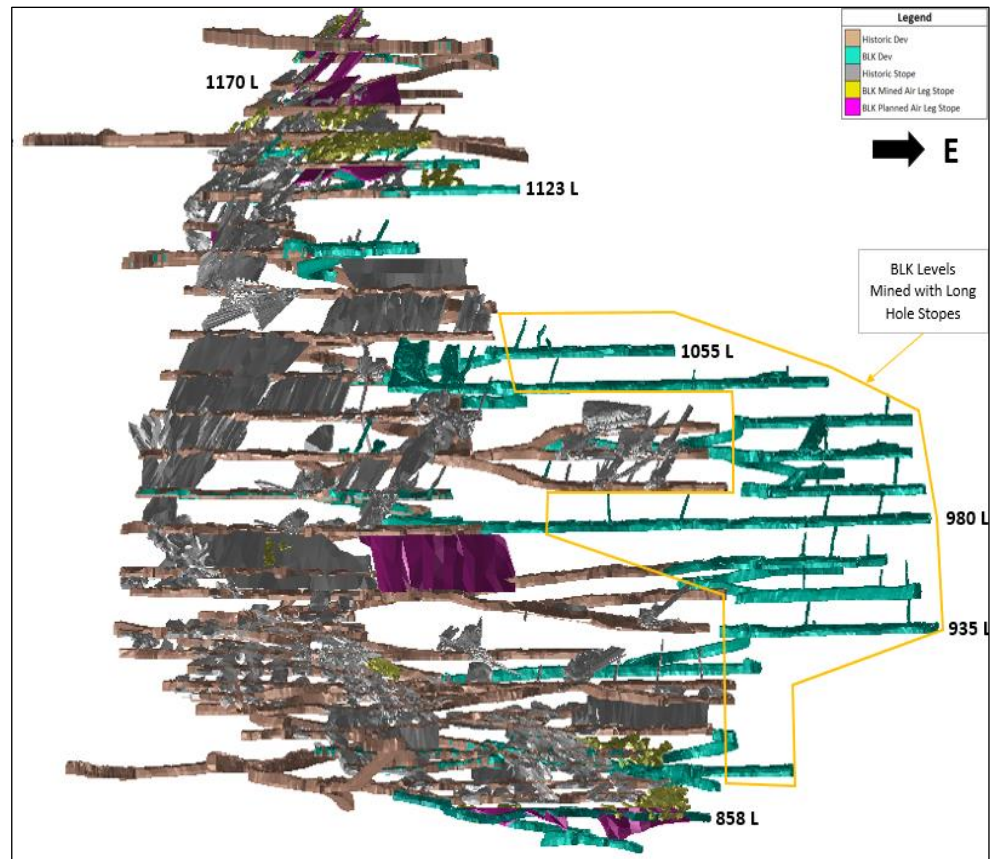 Legend
Historic Dev
BLK Dev
Historic Stope
BLK Mined Air Leg Stope
BLK Planned Air Leg Stope
E
1170 L
1123 L
BLK Levels
Mined with Long
Hole Stopes
1055 L
980 L
935 L
858 L